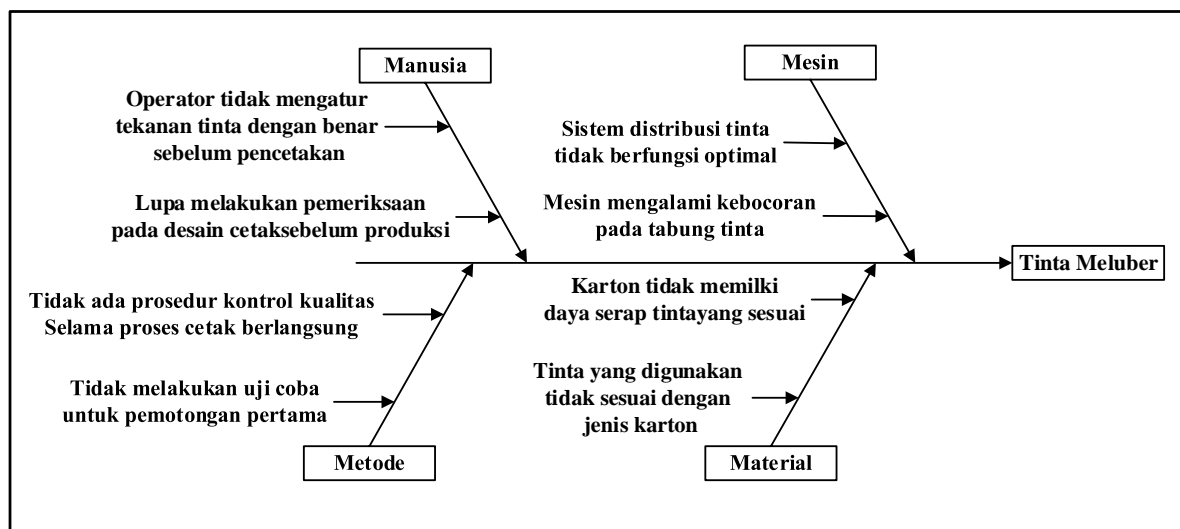 Manusia
Operator tidak mengatur
tekanan tinta dengan benar
sebelum pencetakan
Lupa melakukan pemeriksaan
pada desain cetaksebelum produksi
Mesin
Sistem distribusi tinta
tidak berfungsi optimal
Mesin mengalami kebocoran
pada tabung tinta
Tinta Meluber
Tidak ada prosedur kontrol kualitas
Selama proses cetak berlangsung
Tidak melakukan uji coba
untuk pemotongan pertama
Metode
Karton tidak memilki
daya serap tintayang sesuai
Tinta yang digunakan
tidak sesuai dengan
jenis karton
Material